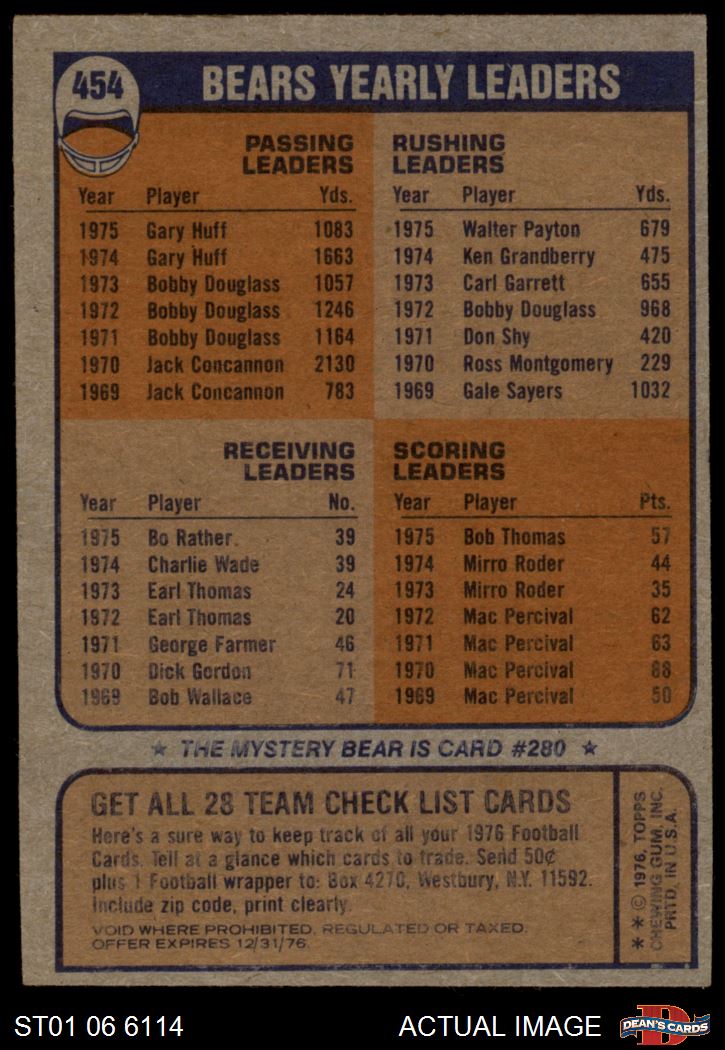 454
BEARS YEARLY LEADERS
PASSING
LEADERS
Year Player Yds.
1975 Gary Huff 1083
1974 Gary Huff 1663
1973 Bobby Douglass 1057
1972 Bobby Douglass 1246
1971 Bobby Douglass 1164
1970 Jack Concannon 2130
1969 Jack Concannon 783
RUSHING
LEADERS
Year Player Yds.
1975 Walter Payton 679
1974 Ken Grandberry 475
1973 Carl Garrett 655
1972 Bobby Douglass 968
1971 Don Shy 420
1970 Ross Montgomery 229
1969 Gale Sayers 1032
RECEIVING
LEADERS
Year Player No.
1975 Bo Rather 39
1974 Charlie Wade 39
1973 Earl Thomas 24
1972 Earl Thomas 20
1971 George Farmer 46
1970 Dick Gordon 71
1969 Bob Wallace 47
SCORING
LEADERS
Year Player Pts.
1975 Bob Thomas 57
1974 Mirro Roder 44
1973 Mirro Roder 35
1972 Mac Percival 62
1971 Mac Percival 63
1970 Mac Percival 88
1969 Mac Percival 50
★ THE MYSTERY BEAR IS CARD #280 ★
GET ALL 28 TEAM CHECK LIST CARDS
Here's a sure way to keep track of all your 1976 Football
Cards. Tell at a glance which cards to trade. Send 50¢
plus 1 Football wrapper to: Box 4270, Westbury, N.Y. 11592.
Include zip code, print clearly.
VOID WHERE PROHIBITED, REGULATED OR TAXED.
OFFER EXPIRES 12/31/76.
* * © 1976, TOPPS
CHEWING GUM, INC.
PRTD. IN U.S.A.
ST01 06 6114
ACTUAL IMAGE
D
DEAN'S CARDS